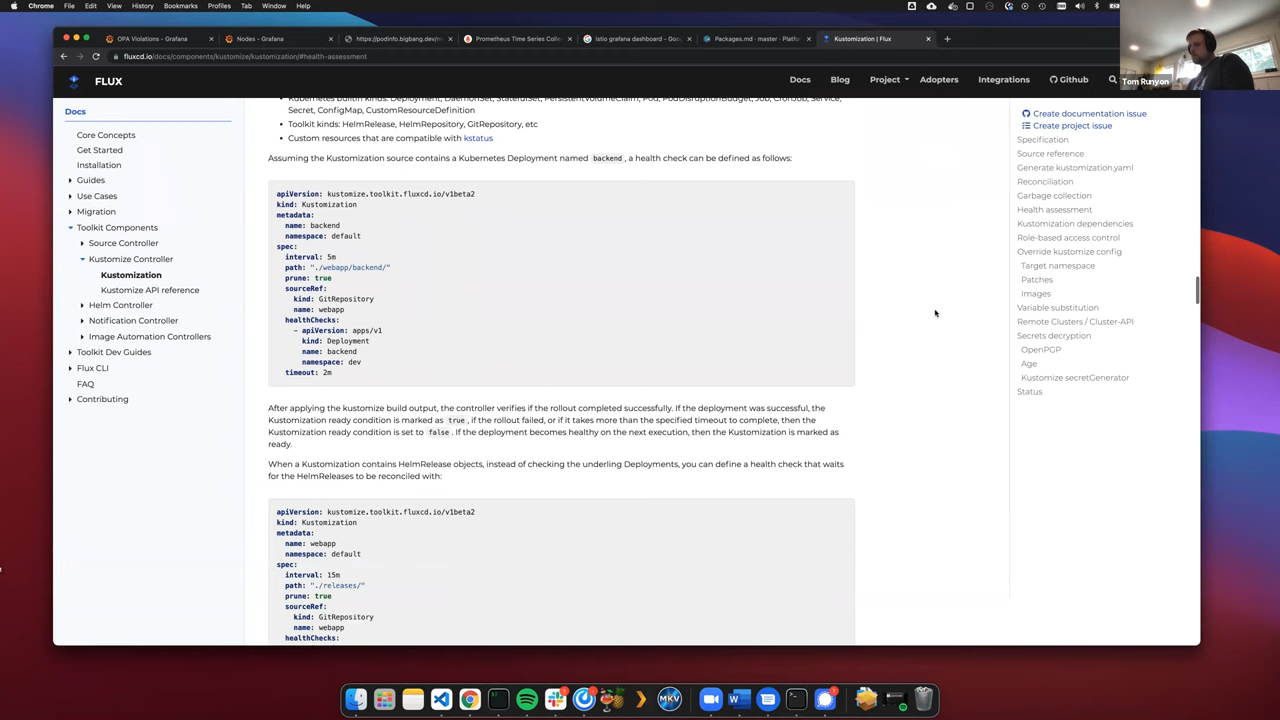 Chrome File Edit View History Bookmarks Profiles Tab Window Help
OPA Violations - Grafana
Nodes - Grafana
https://podinfo.bigbang.dev/m
Prometheus Time Series Colle
istio grafana dashboard - Goog
Packages.md · master · Platfo
Kustomization | Flux
fluxcd.io/docs/components/kustomize/kustomization/#health-assessment
Tom Runyon
FLUX
Docs Blog Project Adopters Integrations Github
Docs
Core Concepts
Get Started
Installation
Guides
Use Cases
Migration
Toolkit Components
Source Controller
Kustomize Controller
Kustomization
Kustomize API reference
Helm Controller
Notification Controller
Image Automation Controllers
Toolkit Dev Guides
Flux CLI
FAQ
Contributing
Kubernetes builtin kinds: Deployment, DaemonSet, StatefulSet, PersistentVolumeClaim, Pod, PodDisruptionBudget, Job, CronJob, Service,
Secret, ConfigMap, CustomResourceDefinition
Toolkit kinds: HelmRelease, HelmRepository, GitRepository, etc
Custom resources that are compatible with kstatus
Assuming the Kustomization source contains a Kubernetes Deployment named backend, a health check can be defined as follows:
apiVersion: kustomize.toolkit.fluxcd.io/v1beta2
kind: Kustomization
metadata:
name: backend
namespace: default
spec:
interval: 5m
path: "./webapp/backend/"
prune: true
sourceRef:
kind: GitRepository
name: webapp
healthChecks:
- apiVersion: apps/v1
kind: Deployment
name: backend
namespace: dev
timeout: 2m
After applying the kustomize build output, the controller verifies if the rollout completed successfully. If the deployment was successful, the
Kustomization ready condition is marked as true, if the rollout failed, or if it takes more than the specified timeout to complete, then the
Kustomization ready condition is set to false. If the deployment becomes healthy on the next execution, then the Kustomization is marked as
ready.
When a Kustomization contains HelmRelease objects, instead of checking the underling Deployments, you can define a health check that waits
for the HelmReleases to be reconciled with:
apiVersion: kustomize.toolkit.fluxcd.io/v1beta2
kind: Kustomization
metadata:
name: webapp
namespace: default
spec:
interval: 15m
path: "./releases/"
prune: true
sourceRef:
kind: GitRepository
name: webapp
healthChecks:
Create documentation issue
Create project issue
Specification
Source reference
Generate kustomization.yaml
Reconciliation
Garbage collection
Health assessment
Kustomization dependencies
Role-based access control
Override kustomize config
Target namespace
Patches
Images
Variable substitution
Remote Clusters / Cluster-API
Secrets decryption
OpenPGP
Age
Kustomize secretGenerator
Status
MKV